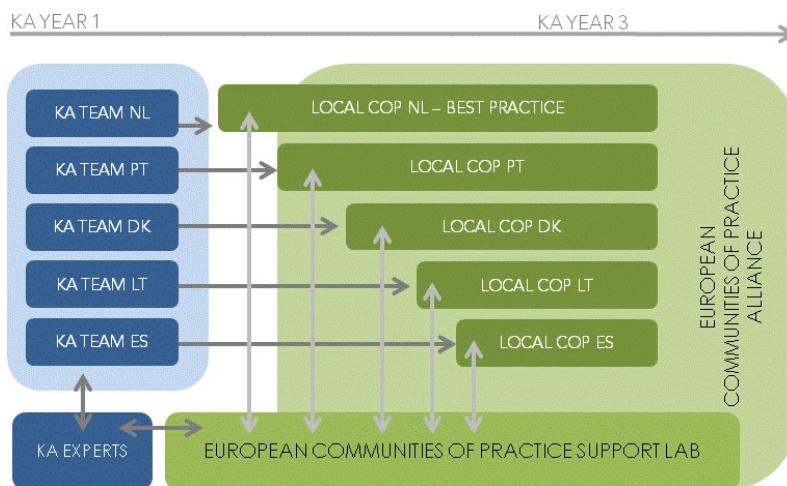 KA YEAR 1
KA YEAR 3
KA TEAM NL
LOCAL COP NL – BEST PRACTICE
KA TEAM PT
LOCAL COP PT
KA TEAM DK
LOCAL COP DK
KA TEAM LT
LOCAL COP LT
KA TEAM ES
LOCAL COP ES
EUROPEAN
COMMUNITIES OF PRACTICE
ALLIANCE
KA EXPERTS
EUROPEAN COMMUNITIES OF PRACTICE SUPPORT LAB